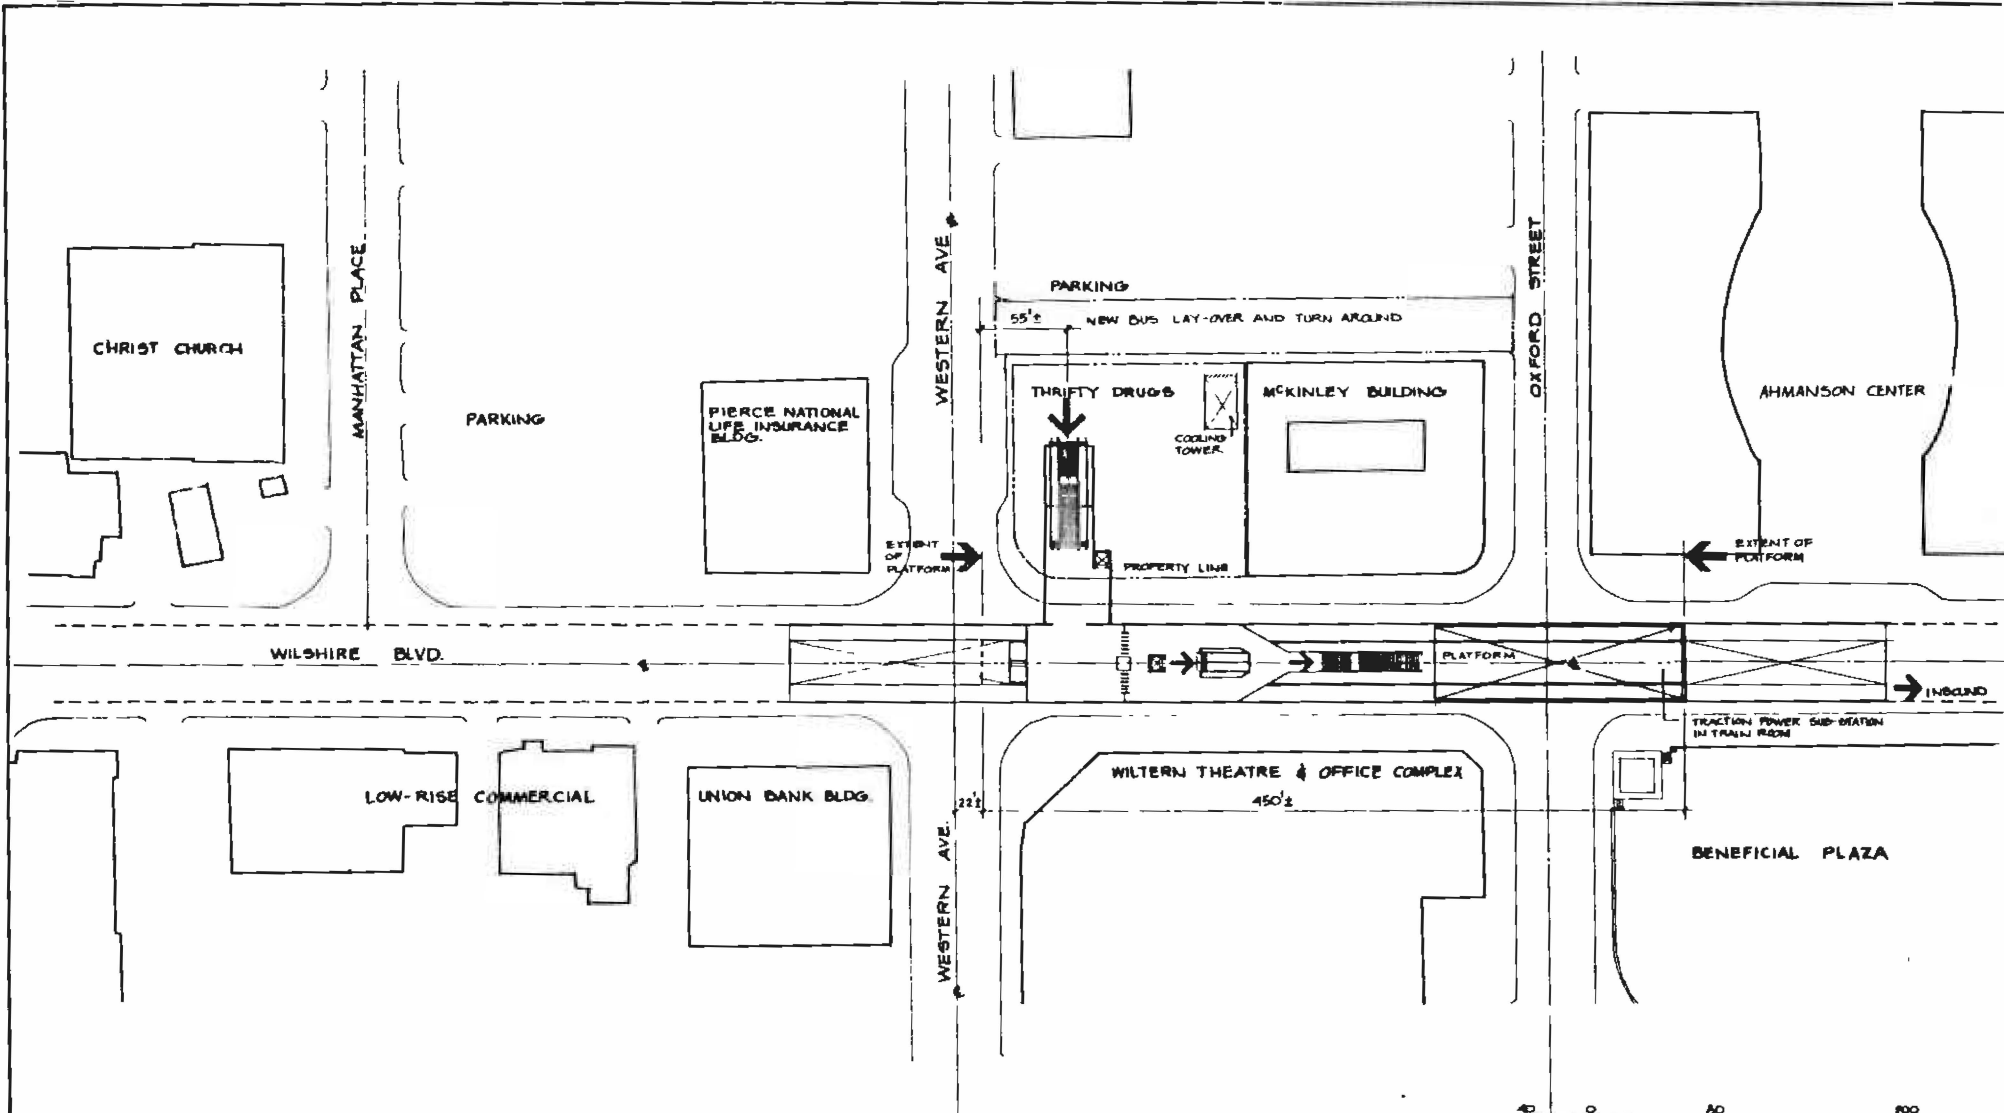 PARKING
55'±
NEW BUS LAY-OVER AND TURN AROUND
MANHATTAN PLACE
WESTERN AVE
OXFORD STREET
CHRIST CHURCH
PARKING
PIERCE NATIONAL
LIFE INSURANCE
BLDG.
THRIFTY DRUGS
COOLING
TOWER
McKINLEY BUILDING
AHMANSON CENTER
EXTENT
OF
PLATFORM
PROPERTY LINE
EXTENT OF
PLATFORM
WILSHIRE BLVD.
PLATFORM
INBOUND
TRACTION POWER SUB-STATION
IN TRAIN ROOM
LOW-RISE COMMERCIAL
UNION BANK BLDG.
WESTERN AVE.
22'±
WILTERN THEATRE & OFFICE COMPLEX
450'±
BENEFICIAL PLAZA
40 0 80